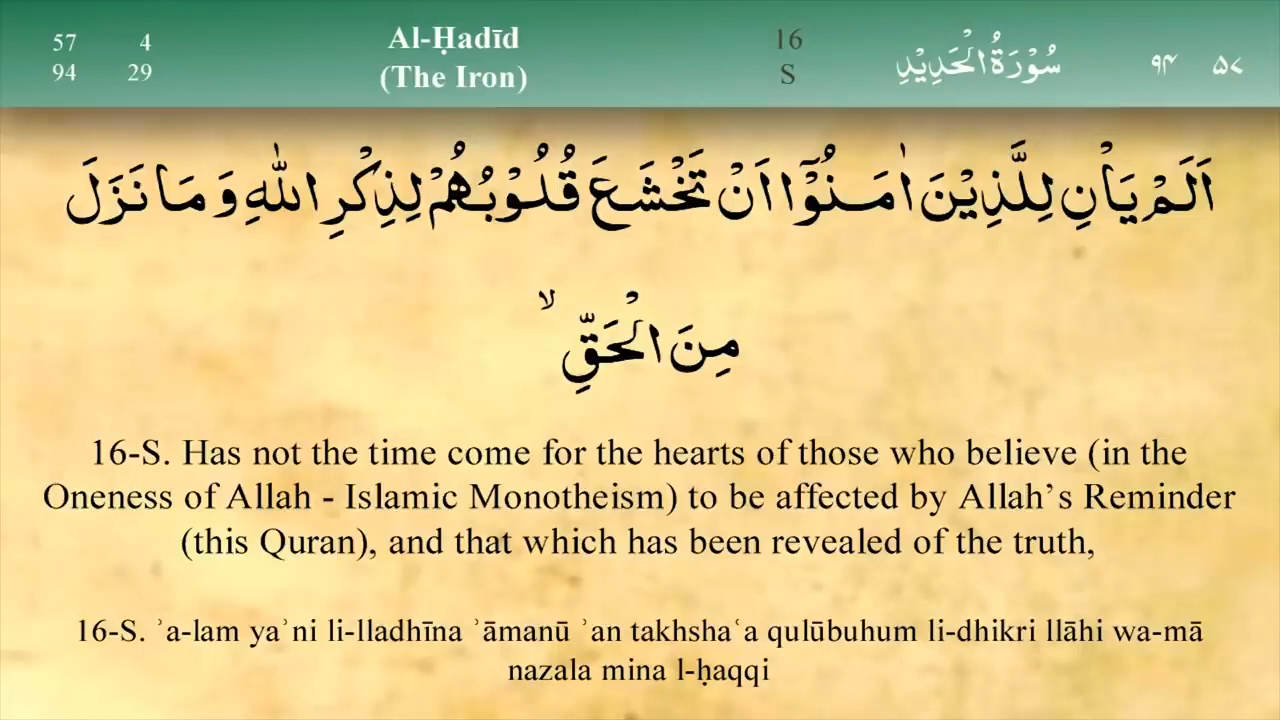 57 4 Al-Ḥadīd 16 سُوْرَةُ الْحَدِيْدِ ۹۴ ۵۷
94 29 (The Iron) S
اَلَمْ يَاْنِ لِلَّذِيْنَ اٰمَنُوْۤا اَنْ تَخْشَعَ قُلُوْبُهُمْ لِذِكْرِ اللّٰهِ وَ مَا نَزَلَ
مِنَ الْحَقِّ ۙ
16-S. Has not the time come for the hearts of those who believe (in the
Oneness of Allah - Islamic Monotheism) to be affected by Allah’s Reminder
(this Quran), and that which has been revealed of the truth,
16-S. ʾa-lam yaʾni li-lladhīna ʾāmanū ʾan takhshaʿa qulūbuhum li-dhikri llāhi wa-mā
nazala mina l-ḥaqqi